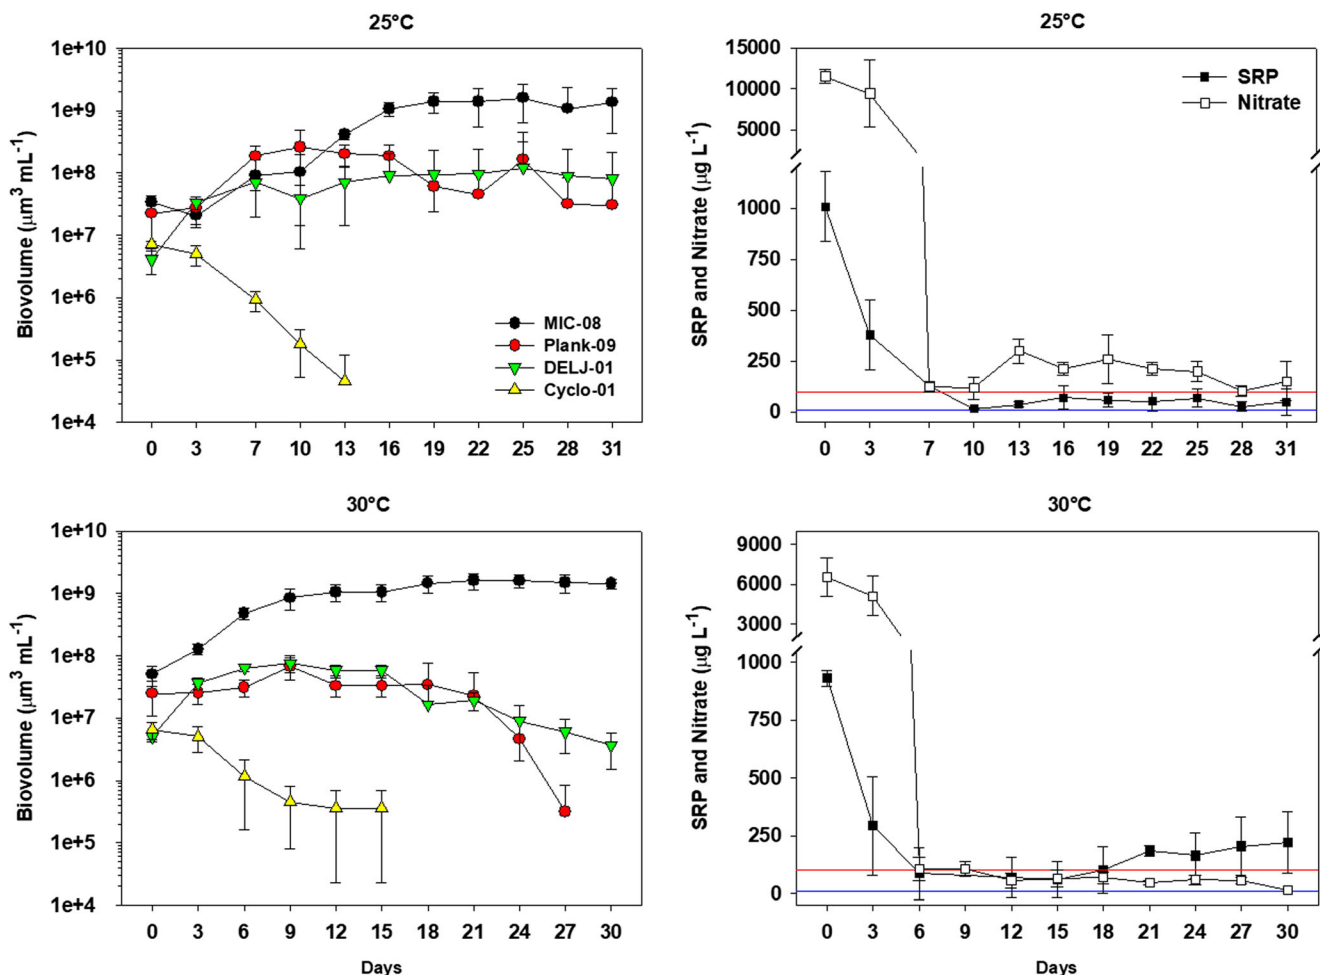 25°C
Biovolume (μm³ mL⁻¹)
1e+10
1e+9
1e+8
1e+7
1e+6
1e+5
1e+4
MIC-08
Plank-09
DELJ-01
Cyclo-01
0 3 7 10 13 16 19 22 25 28 31
25°C
SRP and Nitrate (μg L⁻¹)
15000
10000
5000
1000
750
500
250
0
SRP
Nitrate
0 3 7 10 13 16 19 22 25 28 31
30°C
Biovolume (μm³ mL⁻¹)
1e+10
1e+9
1e+8
1e+7
1e+6
1e+5
1e+4
0 3 6 9 12 15 18 21 24 27 30
Days
30°C
SRP and Nitrate (μg L⁻¹)
9000
6000
3000
1000
750
500
250
0
0 3 6 9 12 15 18 21 24 27 30
Days